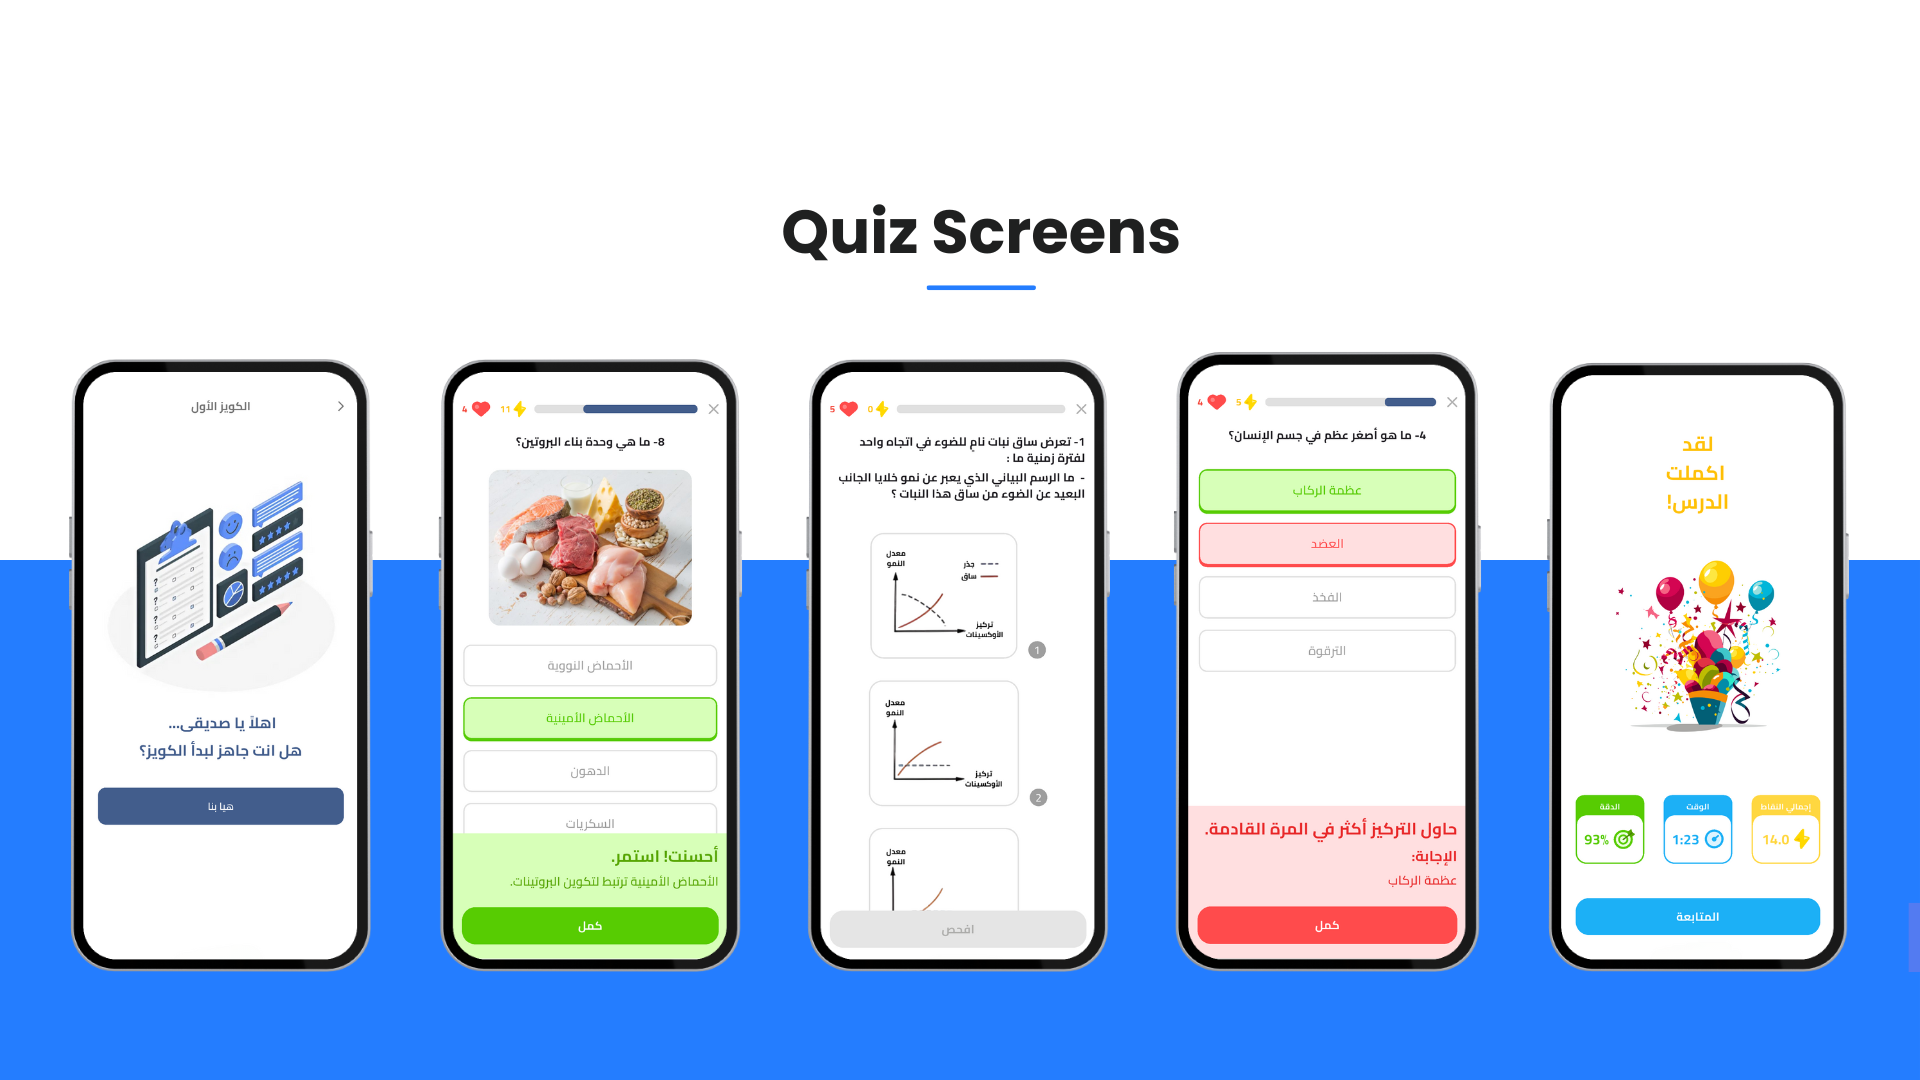 Quiz Screens
الكويز الأول
اهلاً يا صديقى...
هل انت جاهز لبدأ الكويز؟
هيا بنا
4
11
8- ما هي وحدة بناء البروتين؟
الأحماض النووية
الأحماض الأمينية
الدهون
السكريات
أحسنت! استمر.
الأحماض الأمينية ترتبط لتكوين البروتينات.
كمل
5
0
1- تعرض ساق نبات نامٍ للضوء في اتجاه واحد
لفترة زمنية ما :
- ما الرسم البياني الذي يعبر عن نمو خلايا الجانب
البعيد عن الضوء من ساق هذا النبات ؟
معدل
النمو
جذر
ساق
تركيز
الأوكسينات
1
معدل
النمو
تركيز
الأوكسينات
2
معدل
النمو
افحص
4
5
4- ما هو أصغر عظم في جسم الإنسان؟
عظمة الركاب
العضد
الفخذ
الترقوة
حاول التركيز أكثر في المرة القادمة.
الإجابة:
عظمة الركاب
كمل
لقد
اكملت
الدرس!
إجمالي النقاط
14.0
الوقت
1:23
الدقة
93%
المتابعة